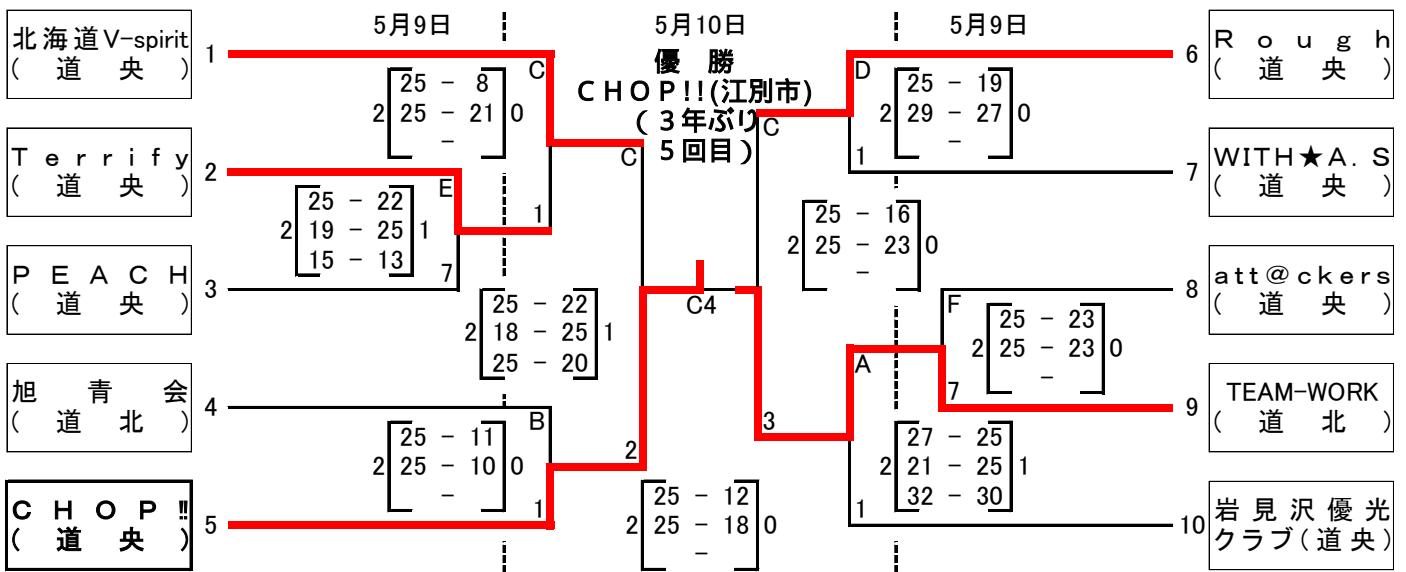 5月9日
5月10日
5月9日
優勝
CHOP!!(江別市)
(3年ぶり
5回目)
北海道V-spirit
(道央)
1
Terrify
(道央)
2
PEACH
(道央)
3
旭青会
(道北)
4
CHOP!!
(道央)
5
C
25 - 8
2 25 - 21 0
-
1
E
25 - 22
2 19 - 25 1
15 - 13
7
C
25 - 22
2 18 - 25 1
25 - 20
2
B
25 - 11
2 25 - 10 0
-
1
C4
25 - 12
2 25 - 18 0
-
C
25 - 16
2 25 - 23 0
-
3
D
25 - 19
2 29 - 27 0
-
1
F
25 - 23
2 25 - 23 0
-
7
A
27 - 25
2 21 - 25 1
32 - 30
1
6
Rough
(道央)
7
WITH★A.S
(道央)
8
att@ckers
(道央)
9
TEAM-WORK
(道北)
10
岩見沢優光
クラブ(道央)